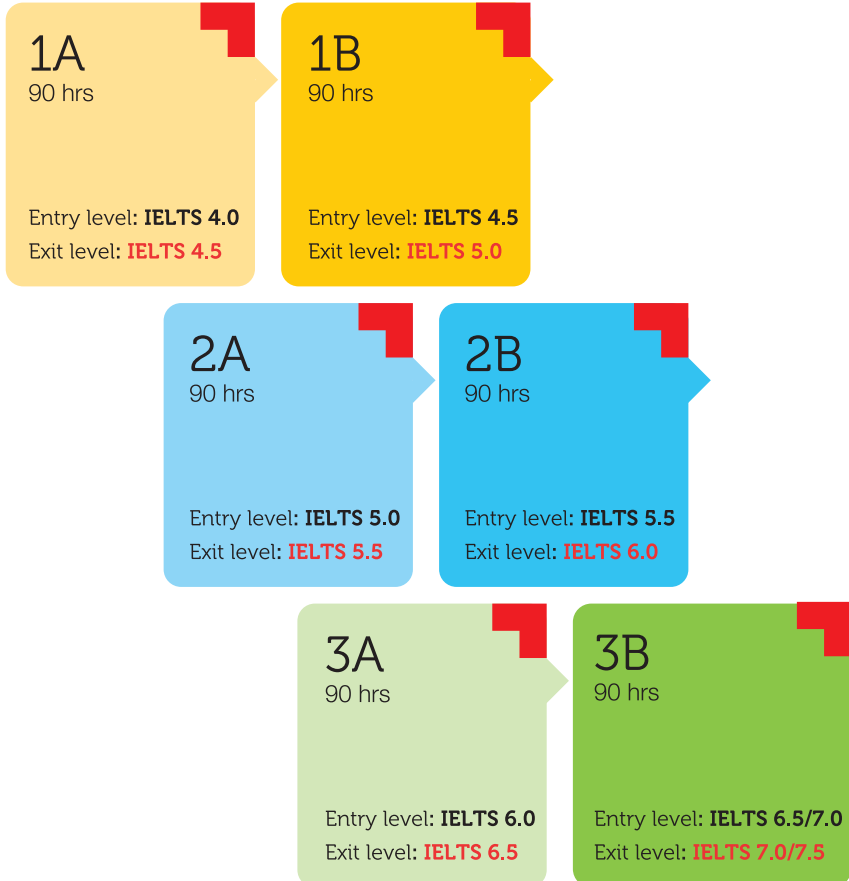 1A
90 hrs
Entry level: IELTS 4.0
Exit level: IELTS 4.5
1B
90 hrs
Entry level: IELTS 4.5
Exit level: IELTS 5.0
2A
90 hrs
Entry level: IELTS 5.0
Exit level: IELTS 5.5
2B
90 hrs
Entry level: IELTS 5.5
Exit level: IELTS 6.0
3A
90 hrs
Entry level: IELTS 6.0
Exit level: IELTS 6.5
3B
90 hrs
Entry level: IELTS 6.5/7.0
Exit level: IELTS 7.0/7.5